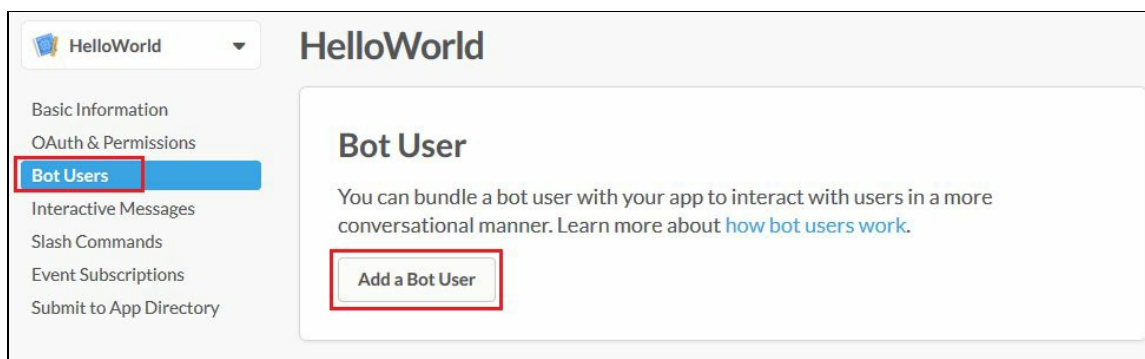 HelloWorld
Basic Information
OAuth & Permissions
Bot Users
Interactive Messages
Slash Commands
Event Subscriptions
Submit to App Directory
HelloWorld
Bot User
You can bundle a bot user with your app to interact with users in a more
conversational manner. Learn more about how bot users work.
Add a Bot User